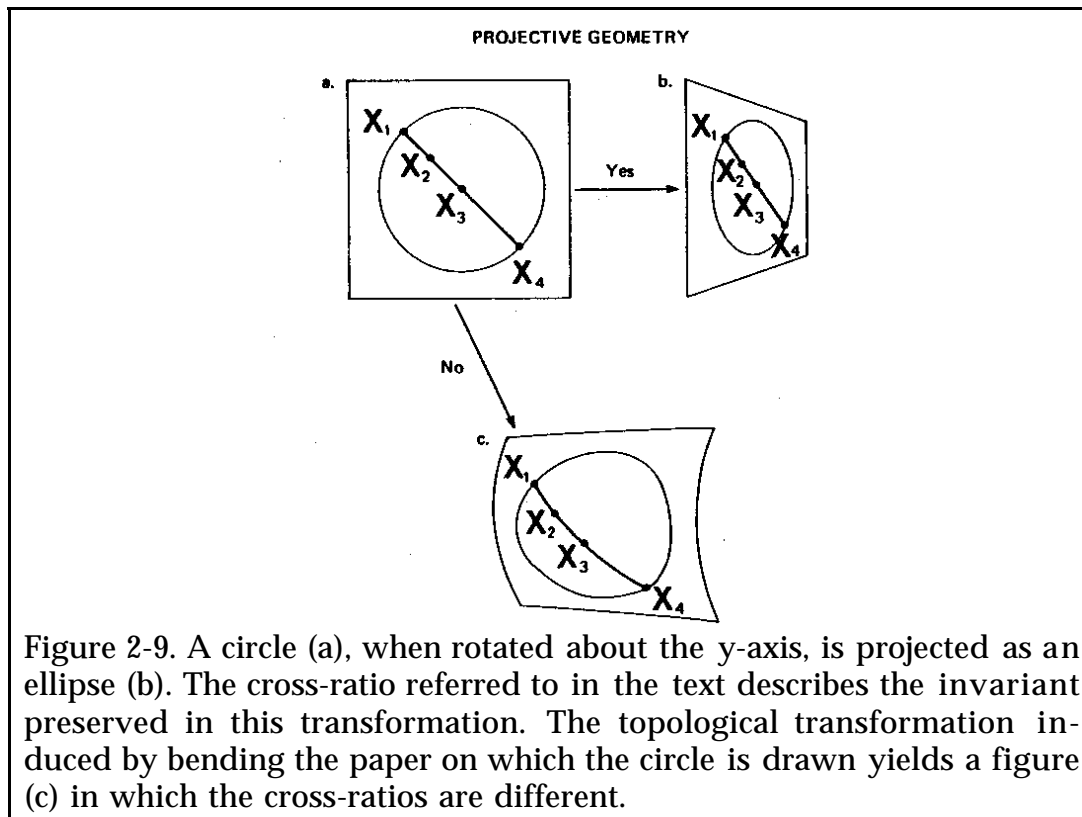 PROJECTIVE GEOMETRY
a.
b.
X₁
X₂
X₃
X₄
Yes
X₁
X₂
X₃
X₄
No
c.
X₁
X₂
X₃
X₄
Figure 2-9. A circle (a), when rotated about the y-axis, is projected as an
ellipse (b). The cross-ratio referred to in the text describes the invariant
preserved in this transformation. The topological transformation in-
duced by bending the paper on which the circle is drawn yields a figure
(c) in which the cross-ratios are different.